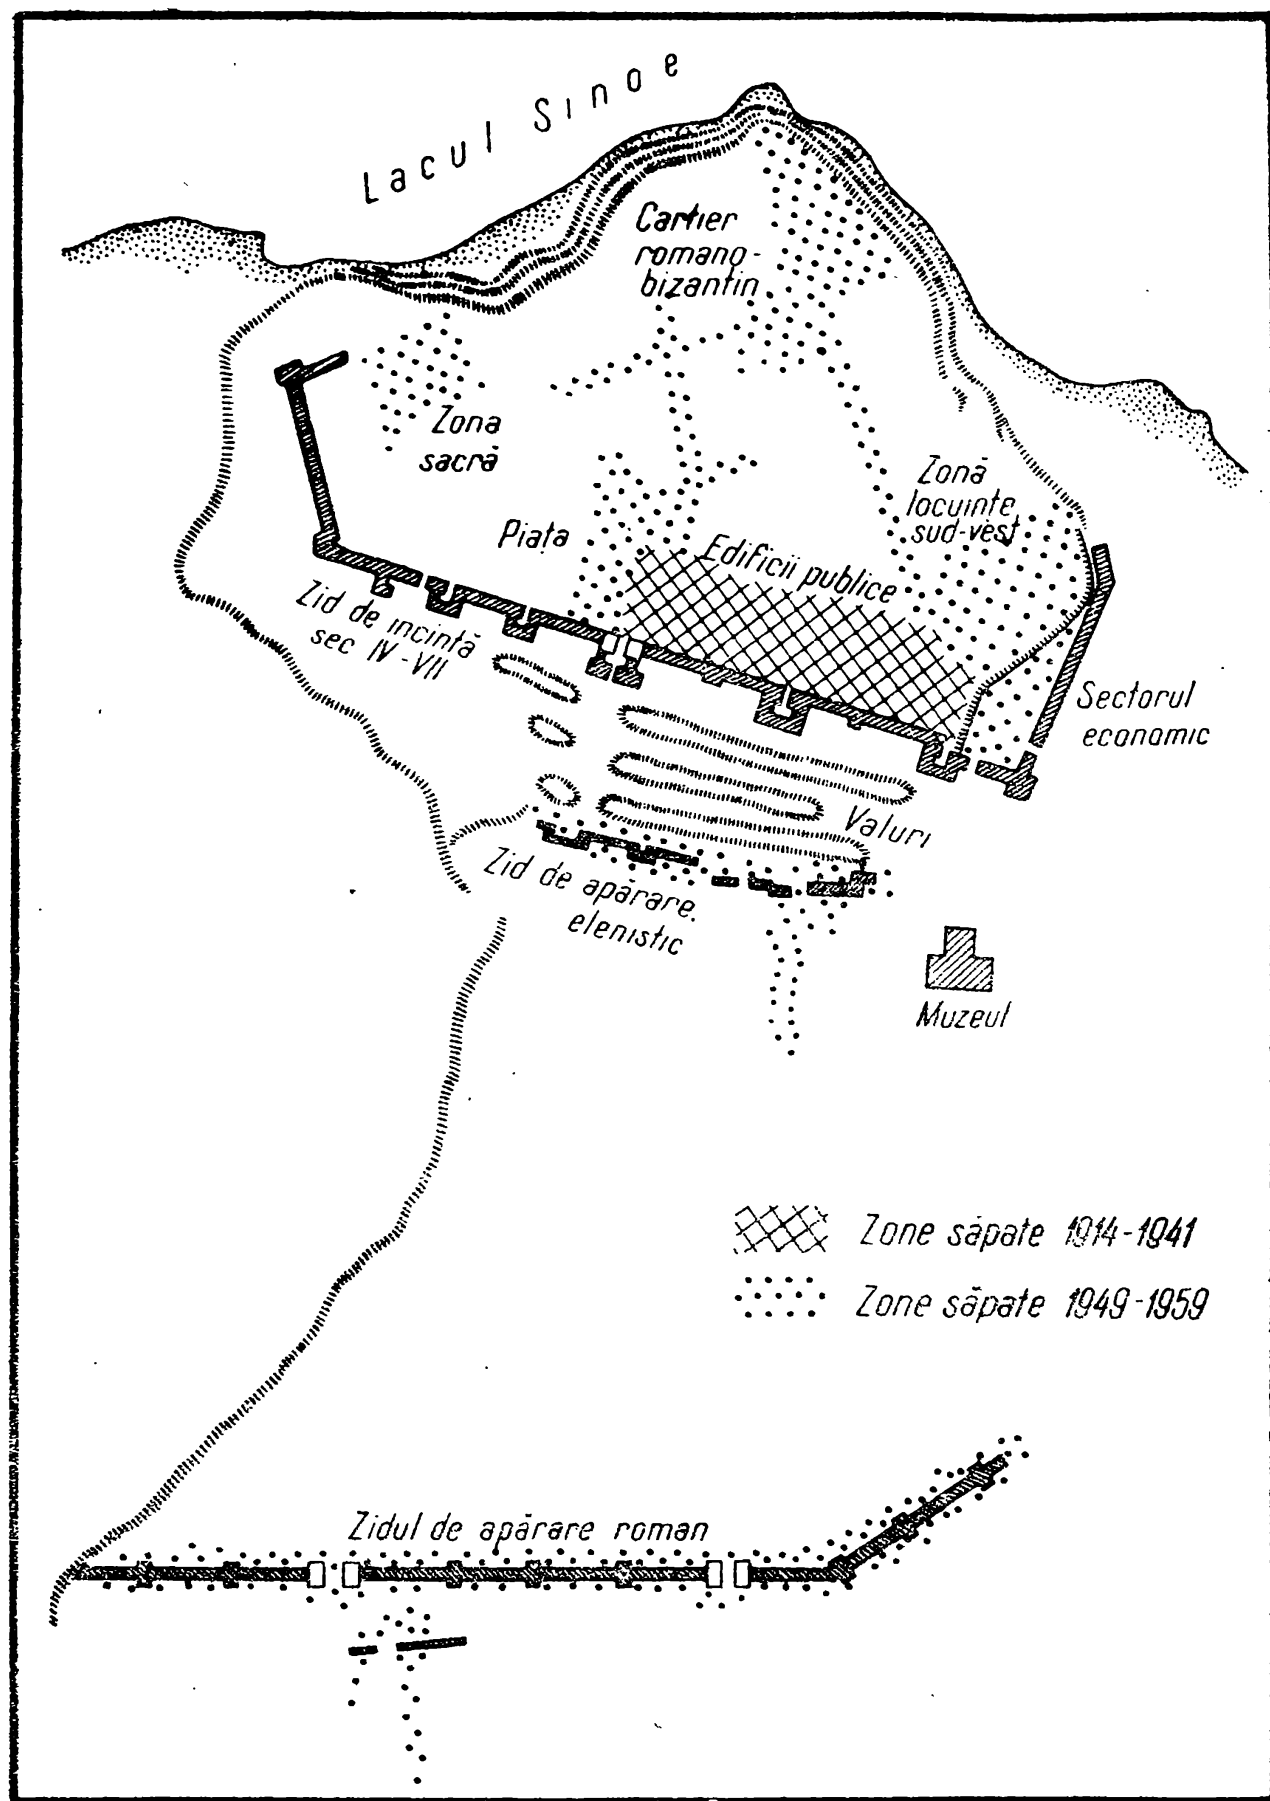 Lacul Sinoe
Cartier
romano-
bizantin
Zona
sacră
Zonă
locuinte
sud-vest
Piața
Edificii publice
Zid de incintă
sec IV-VII
Sectorul
economic
Valuri
Zid de apărare
elenistic
Muzeul
Zone săpate 1914-1941
Zone săpate 1949-1959
Zidul de apărare roman